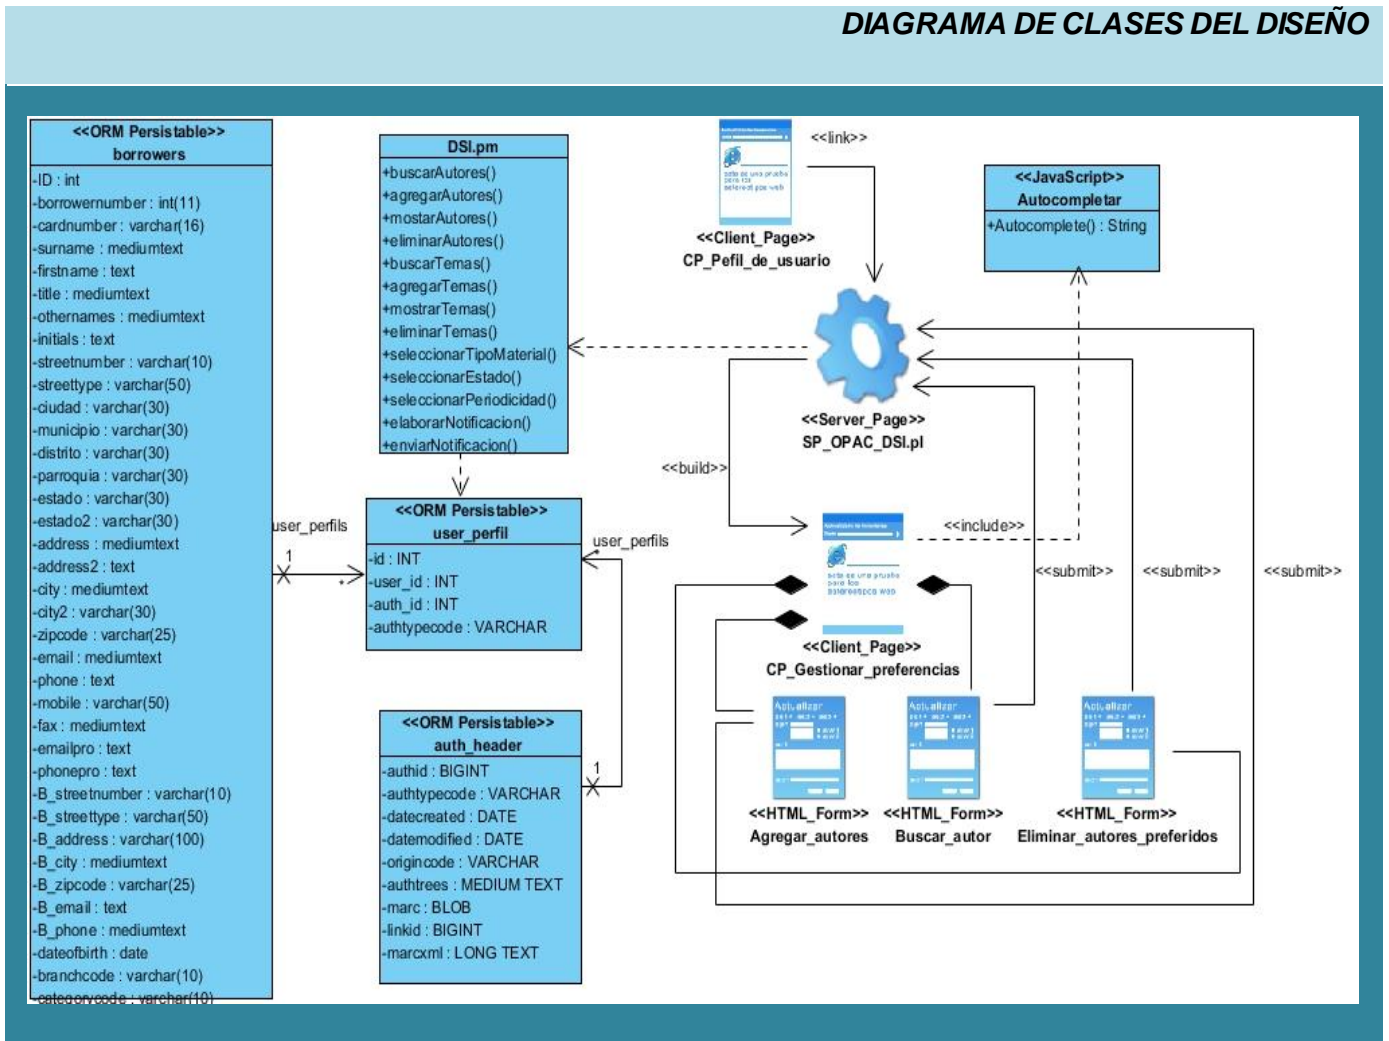 DIAGRAMA DE CLASES DEL DISEÑO
<<ORM Persistable>>
borrowers
-ID : int
-borrowernumber : int(11)
-cardnumber : varchar(16)
-surname : mediumtext
-firstname : text
-title : mediumtext
-othernames : mediumtext
-initials : text
-streetnumber : varchar(10)
-streettype : varchar(50)
-ciudad : varchar(30)
-municipio : varchar(30)
-distrito : varchar(30)
-parroquia : varchar(30)
-estado : varchar(30)
-estado2 : varchar(30)
-address : mediumtext
-address2 : text
-city : mediumtext
-city2 : varchar(30)
-zipcode : varchar(25)
-email : mediumtext
-phone : text
-mobile : varchar(50)
-fax : mediumtext
-emailpro : text
-phonepro : text
-B_streetnumber : varchar(10)
-B_streettype : varchar(50)
-B_address : varchar(100)
-B_city : mediumtext
-B_zipcode : varchar(25)
-B_email : text
-B_phone : mediumtext
-dateofbirth : date
-branchcode : varchar(10)
-categorycode : varchar(10)
DSI.pm
+buscarAutores()
+agregarAutores()
+mostarAutores()
+eliminarAutores()
+buscarTemas()
+agregarTemas()
+mostrarTemas()
+eliminarTemas()
+seleccionarTipoMaterial()
+seleccionarEstado()
+seleccionarPeriodicidad()
+elaborarNotificacion()
+enviarNotificacion()
user_perfils
1
*
<<ORM Persistable>>
user_perfil
-id : INT
-user_id : INT
-auth_id : INT
-authtypecode : VARCHAR
user_perfils
*
1
<<ORM Persistable>>
auth_header
-authid : BIGINT
-authtypecode : VARCHAR
-datecreated : DATE
-datemodified : DATE
-origincode : VARCHAR
-authtrees : MEDIUM TEXT
-marc : BLOB
-linkid : BIGINT
-marcxml : LONG TEXT
<<link>>
<<Client_Page>>
CP_Pefil_de_usuario
<<JavaScript>>
Autocompletar
+Autocomplete() : String
<<Server_Page>>
SP_OPAC_DSI.pl
<<build>>
<<include>>
<<submit>>
<<submit>>
<<submit>>
<<Client_Page>>
CP_Gestionar_preferencias
Actualizar
Actualizar
Actualizar
<<HTML_Form>>
Agregar_autores
<<HTML_Form>>
Buscar_autor
<<HTML_Form>>
Eliminar_autores_preferidos